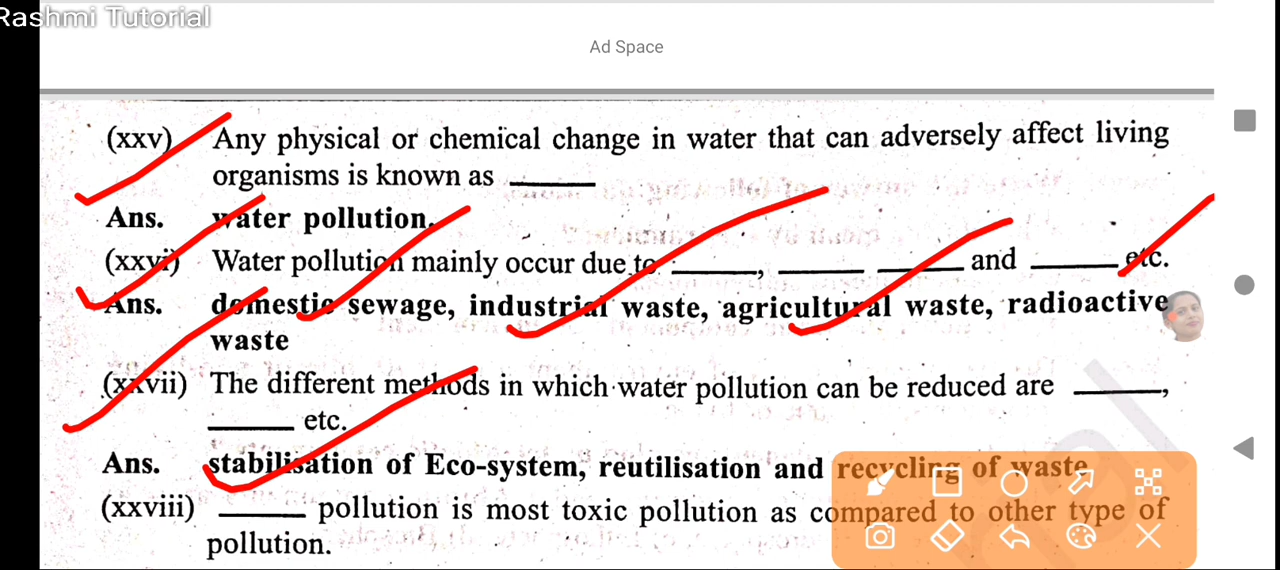 Rashmi Tutorial
Ad Space
(xxv) Any physical or chemical change in water that can adversely affect living
organisms is known as ______
Ans. water pollution.
(xxvi) Water pollution mainly occur due to ______, ______ ______ and ______ etc.
Ans. domestic sewage, industrial waste, agricultural waste, radioactive
waste
(xxvii) The different methods in which water pollution can be reduced are ______,
______ etc.
Ans. stabilisation of Eco-system, reutilisation and recycling of waste
(xxviii) ______ pollution is most toxic pollution as compared to other type of
pollution.